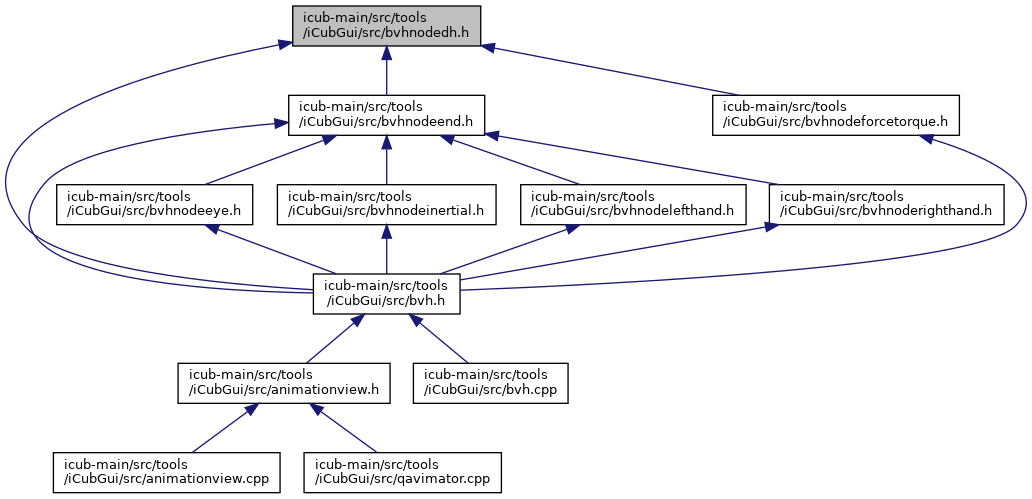 icub-main/src/tools
/iCubGui/src/bvhnodedh.h
icub-main/src/tools
/iCubGui/src/bvhnodeend.h
icub-main/src/tools
/iCubGui/src/bvhnodeforcetorque.h
icub-main/src/tools
/iCubGui/src/bvhnodeeye.h
icub-main/src/tools
/iCubGui/src/bvhnodeinertial.h
icub-main/src/tools
/iCubGui/src/bvhnodelefthand.h
icub-main/src/tools
/iCubGui/src/bvhnoderighthand.h
icub-main/src/tools
/iCubGui/src/bvh.h
icub-main/src/tools
/iCubGui/src/animationview.h
icub-main/src/tools
/iCubGui/src/bvh.cpp
icub-main/src/tools
/iCubGui/src/animationview.cpp
icub-main/src/tools
/iCubGui/src/qavimator.cpp